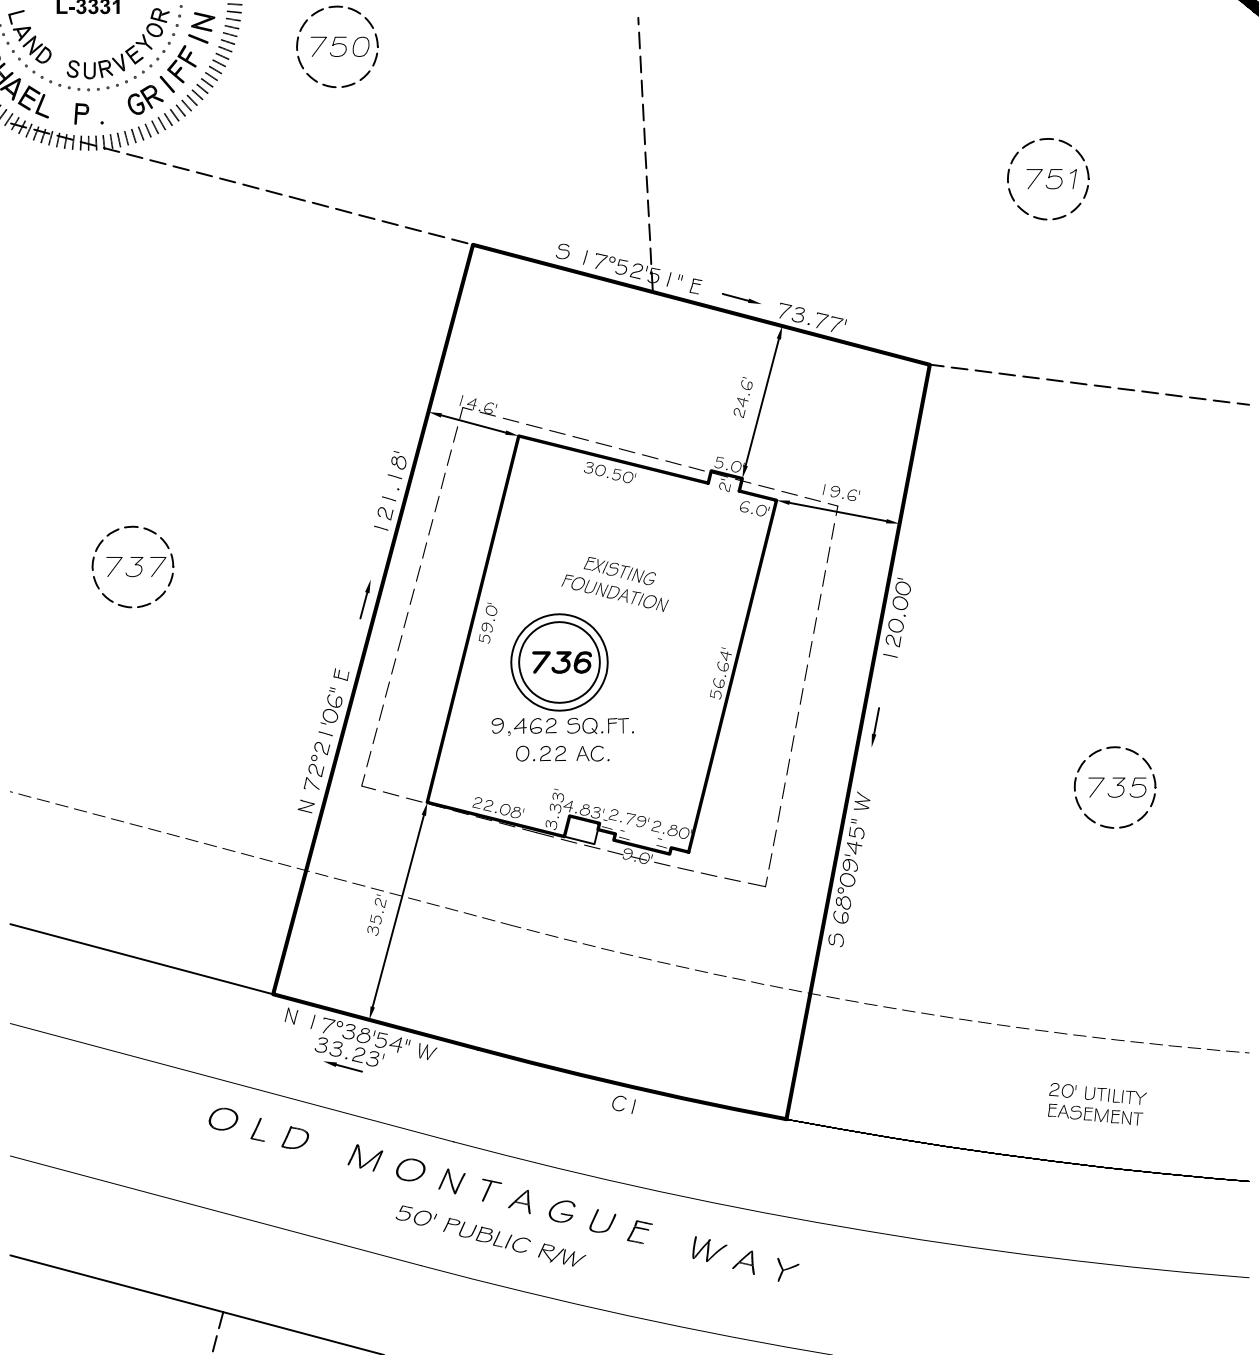 L-3331
LAND SURVEYOR
HAEL P. GRIFFIN
750
751
S 17°52'51" E
73.77'
24.6'
14.6'
30.50'
5.0'
2'
6.0'
19.6'
121.18'
737
EXISTING
FOUNDATION
59.0'
736
9,462 SQ.FT.
0.22 AC.
56.64'
120.00'
N 72°21'06" E
735
22.08'
3.33'
4.83'
2.79'
2.80'
9.0'
S 68°09'45" W
35.2'
N 17°38'54" W
33.23'
C1
20' UTILITY
EASEMENT
OLD MONTAGUE WAY
50' PUBLIC R/W